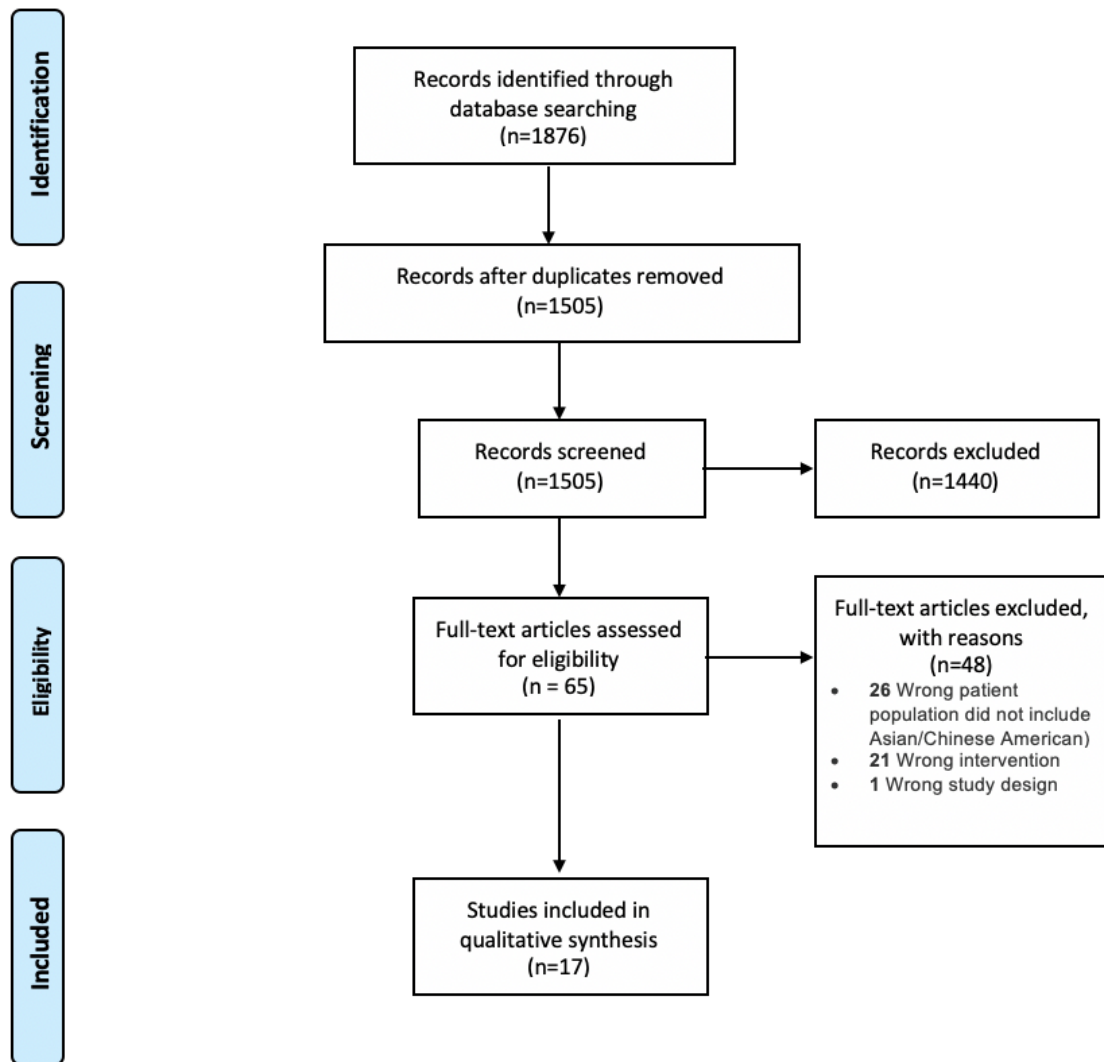 Identification
Records identified through
database searching
(n=1876)
Records after duplicates removed
(n=1505)
Screening
Records screened
(n=1505)
Records excluded
(n=1440)
Eligibility
Full-text articles assessed
for eligibility
(n = 65)
Full-text articles excluded,
with reasons
(n=48)
• 26 Wrong patient
population did not include
Asian/Chinese American)
• 21 Wrong intervention
• 1 Wrong study design
Included
Studies included in
qualitative synthesis
(n=17)